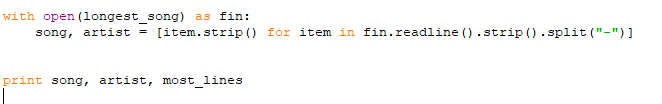 with open(longest_song) as fin:
    song, artist = [item.strip() for item in fin.readline().strip().split("-")]
print song, artist, most_lines